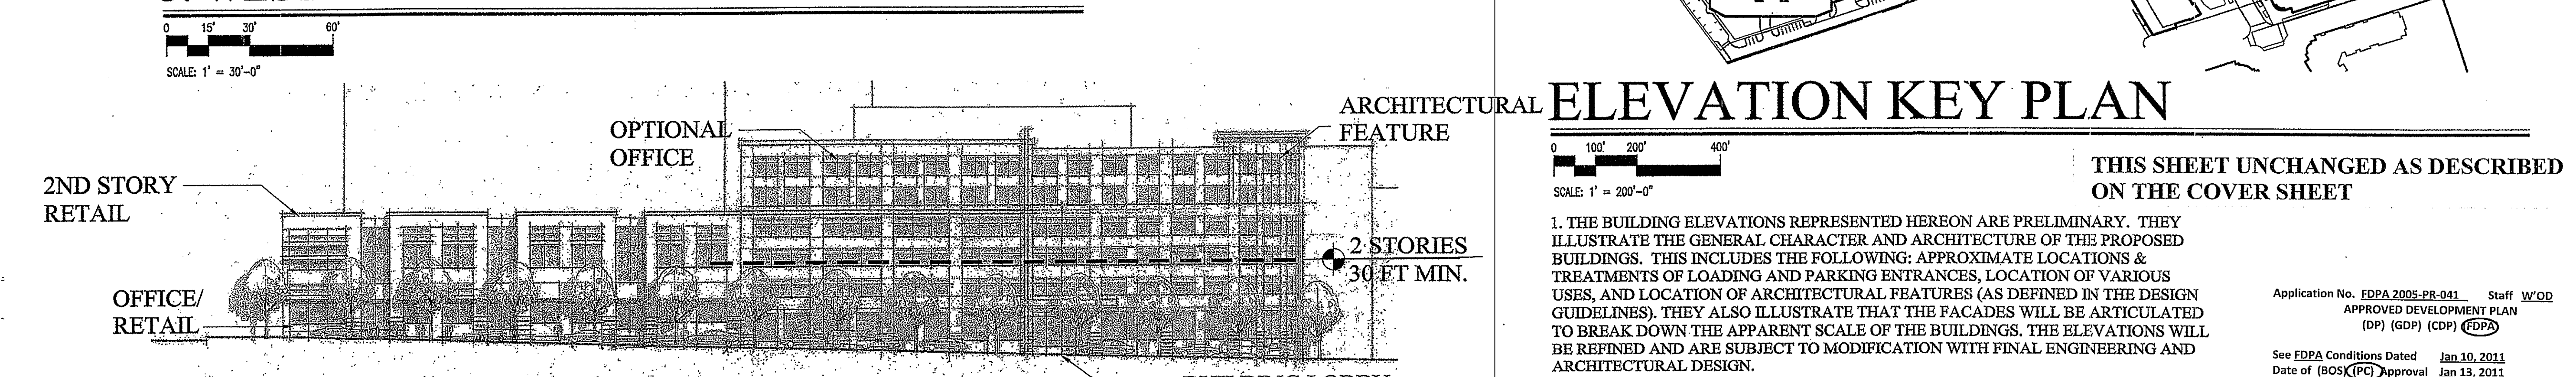 0 15' 30' 60'
SCALE: 1' = 30'-0"
OPTIONAL
OFFICE
ARCHITECTURAL
FEATURE
2ND STORY
RETAIL
2 STORIES
30 FT MIN.
OFFICE/
RETAIL
ELEVATION KEY PLAN
0 100' 200' 400'
SCALE: 1' = 200'-0"
THIS SHEET UNCHANGED AS DESCRIBED
ON THE COVER SHEET
1. THE BUILDING ELEVATIONS REPRESENTED HEREON ARE PRELIMINARY. THEY
ILLUSTRATE THE GENERAL CHARACTER AND ARCHITECTURE OF THE PROPOSED
BUILDINGS. THIS INCLUDES THE FOLLOWING: APPROXIMATE LOCATIONS &
TREATMENTS OF LOADING AND PARKING ENTRANCES, LOCATION OF VARIOUS
USES, AND LOCATION OF ARCHITECTURAL FEATURES (AS DEFINED IN THE DESIGN
GUIDELINES). THEY ALSO ILLUSTRATE THAT THE FACADES WILL BE ARTICULATED
TO BREAK DOWN THE APPARENT SCALE OF THE BUILDINGS. THE ELEVATIONS WILL
BE REFINED AND ARE SUBJECT TO MODIFICATION WITH FINAL ENGINEERING AND
ARCHITECTURAL DESIGN.
Application No. FDPA 2005-PR-041 Staff W'OD
APPROVED DEVELOPMENT PLAN
(DP) (GDP) (CDP) (FDPA)
See FDPA Conditions Dated Jan 10, 2011
Date of (BOS) (PC) Approval Jan 13, 2011